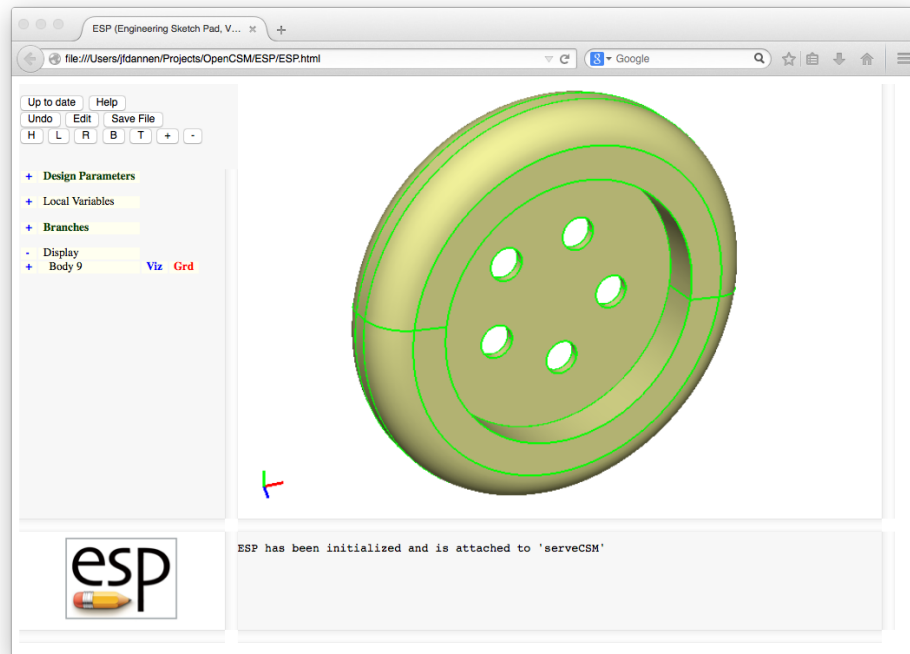 ESP (Engineering Sketch Pad, V...
file:///Users/jfdannen/Projects/OpenCSM/ESP/ESP.html
8 Google
Up to date Help
Undo Edit Save File
H L R B T + -
+ Design Parameters
+ Local Variables
+ Branches
- Display
+ Body 9 Viz Grd
esp
ESP has been initialized and is attached to 'serveCSM'